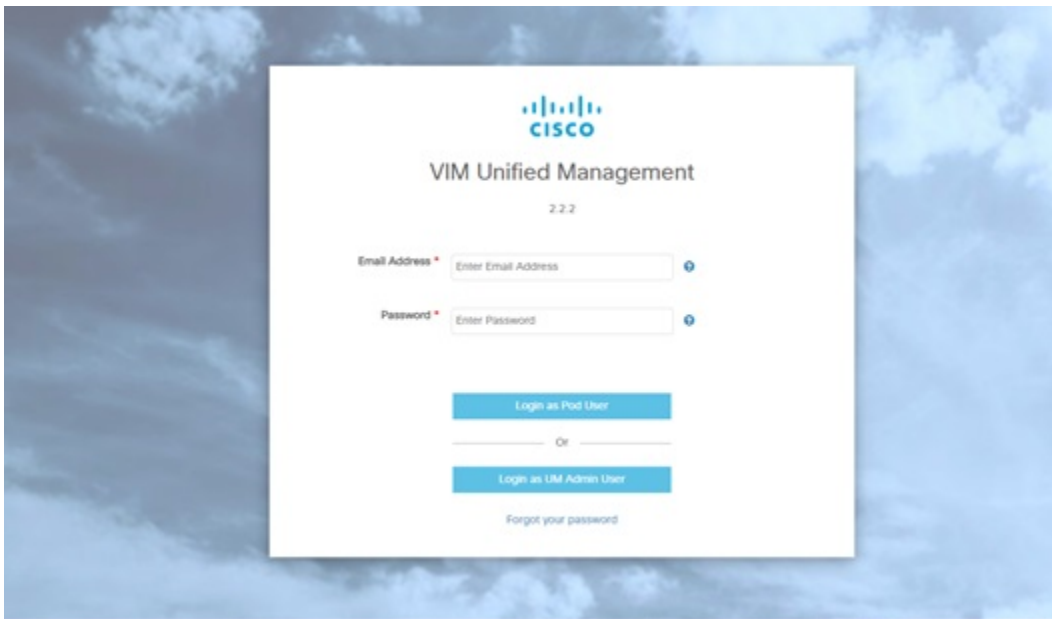 CISCO
VIM Unified Management
2.2.2
Email Address *
Enter Email Address
Password *
Enter Password
Login as Pod User
Or
Login as UM Admin User
Forgot your password